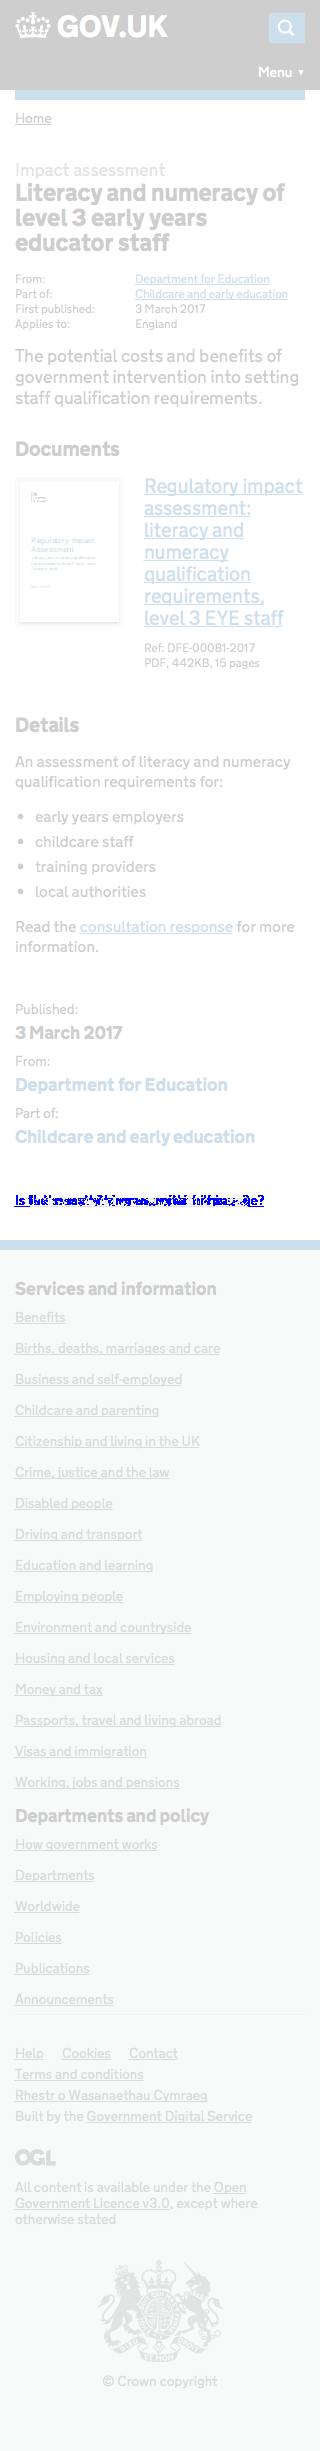 GOV.UK
Menu ▼
Home
Impact assessment
Literacy and numeracy of
level 3 early years
educator staff
From: Department for Education
Part of: Childcare and early education
First published: 3 March 2017
Applies to: England
The potential costs and benefits of
government intervention into setting
staff qualification requirements.
Documents
Regulatory Impact
Assessment
Regulatory impact
assessment:
literacy and
numeracy
qualification
requirements,
level 3 EYE staff
Ref: DFE-00081-2017
PDF, 442KB, 15 pages
Details
An assessment of literacy and numeracy
qualification requirements for:
• early years employers
• childcare staff
• training providers
• local authorities
Read the consultation response for more
information.
Published:
3 March 2017
From:
Department for Education
Part of:
Childcare and early education
Services and information
Benefits
Births, deaths, marriages and care
Business and self-employed
Childcare and parenting
Citizenship and living in the UK
Crime, justice and the law
Disabled people
Driving and transport
Education and learning
Employing people
Environment and countryside
Housing and local services
Money and tax
Passports, travel and living abroad
Visas and immigration
Working, jobs and pensions
Departments and policy
How government works
Departments
Worldwide
Policies
Publications
Announcements
Help Cookies Contact
Terms and conditions
Rhestr o Wasanaethau Cymraeg
Built by the Government Digital Service
OGL
All content is available under the Open
Government Licence v3.0, except where
otherwise stated
© Crown copyright